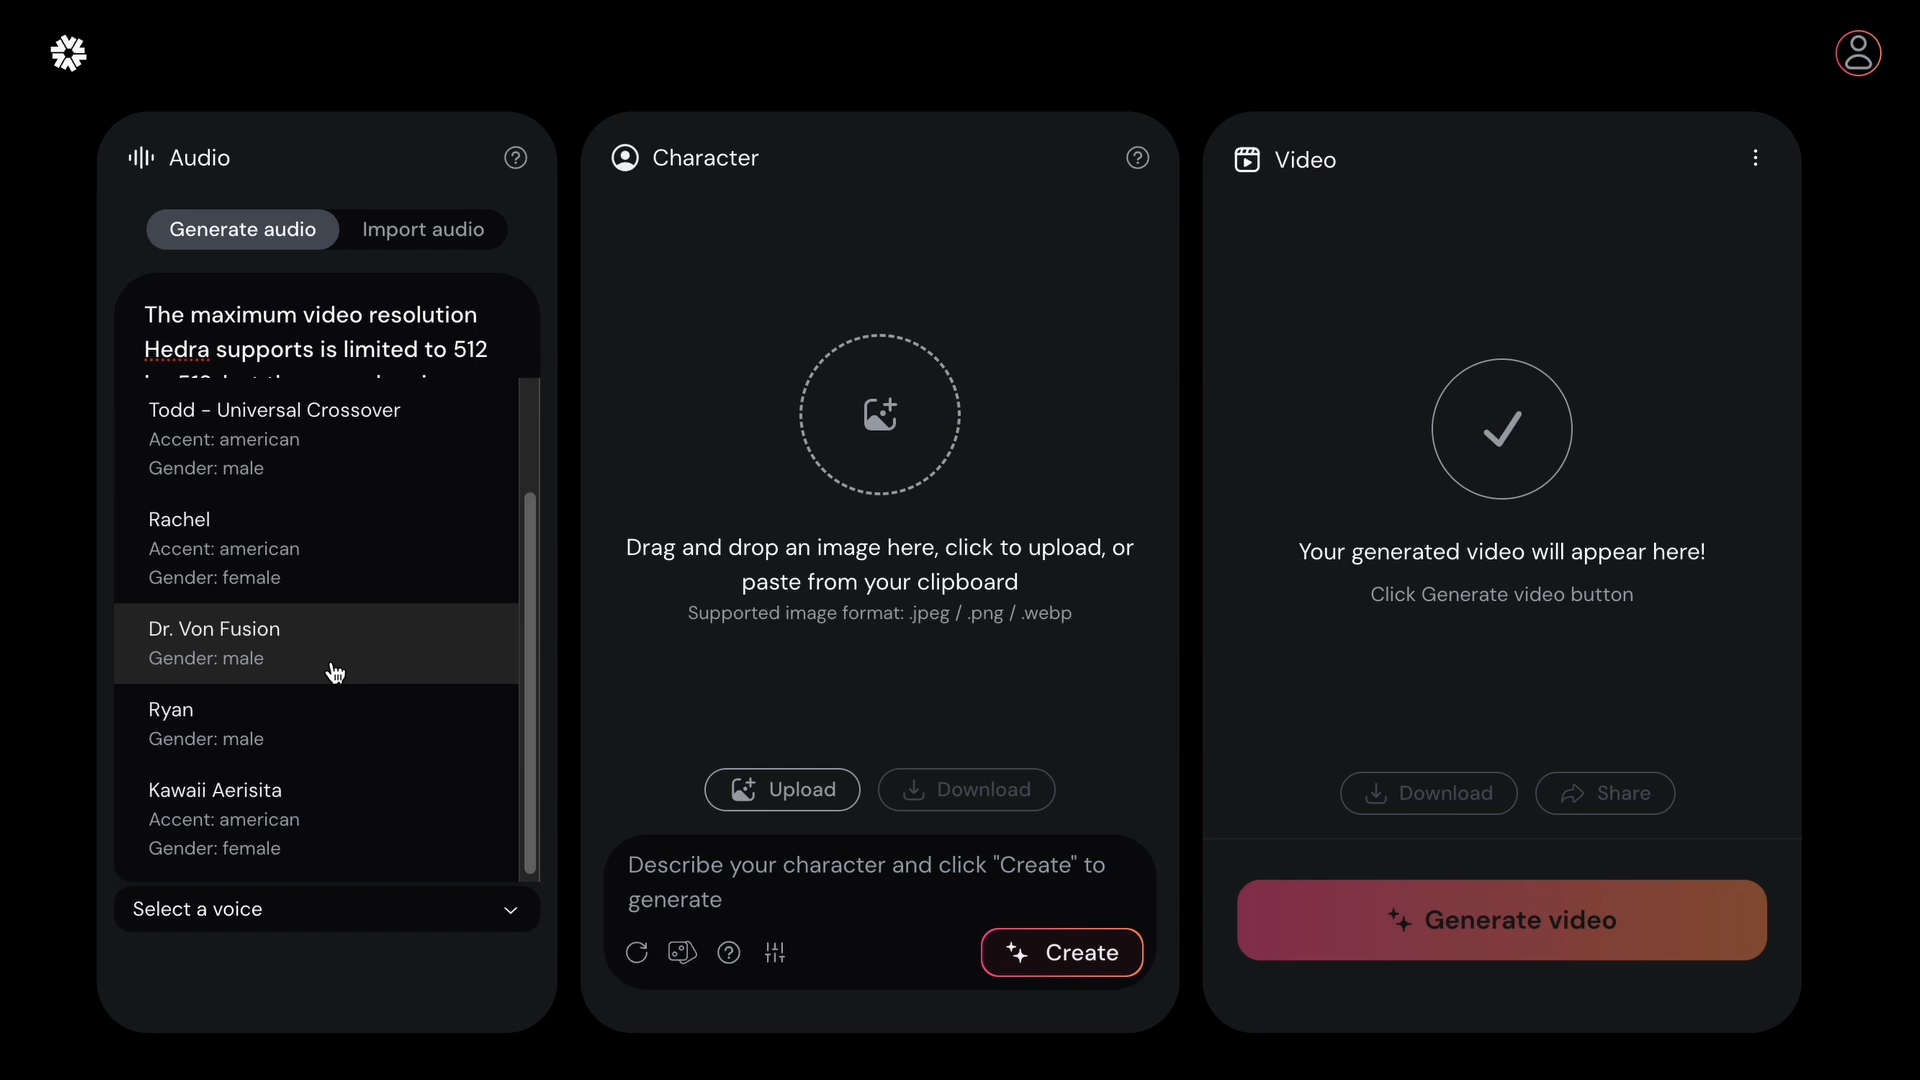 Audio
Generate audio
Import audio
The maximum video resolution
Hedra supports is limited to 512
Todd - Universal Crossover
Accent: american
Gender: male
Rachel
Accent: american
Gender: female
Dr. Von Fusion
Gender: male
Ryan
Gender: male
Kawaii Aerisita
Accent: american
Gender: female
Select a voice
Character
Drag and drop an image here, click to upload, or
paste from your clipboard
Supported image format: .jpeg / .png / .webp
Upload
Download
Describe your character and click "Create" to
generate
Create
Video
Your generated video will appear here!
Click Generate video button
Download
Share
Generate video